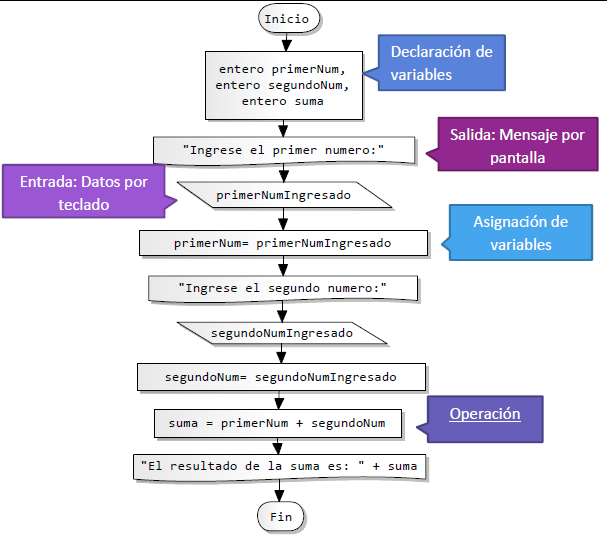 Inicio
entero primerNum,
entero segundoNum,
entero suma
Declaración de
variables
"Ingrese el primer numero:"
Salida: Mensaje por
pantalla
Entrada: Datos por
teclado
primerNumIngresado
primerNum= primerNumIngresado
Asignación de
variables
"Ingrese el segundo numero:"
segundoNumIngresado
segundoNum= segundoNumIngresado
suma = primerNum + segundoNum
Operación
"El resultado de la suma es: " + suma
Fin